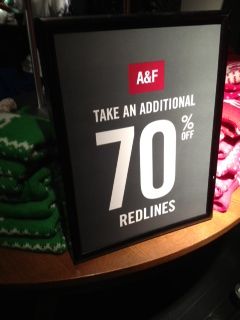 A&F
TAKE AN ADDITIONAL
70% OFF
REDLINES